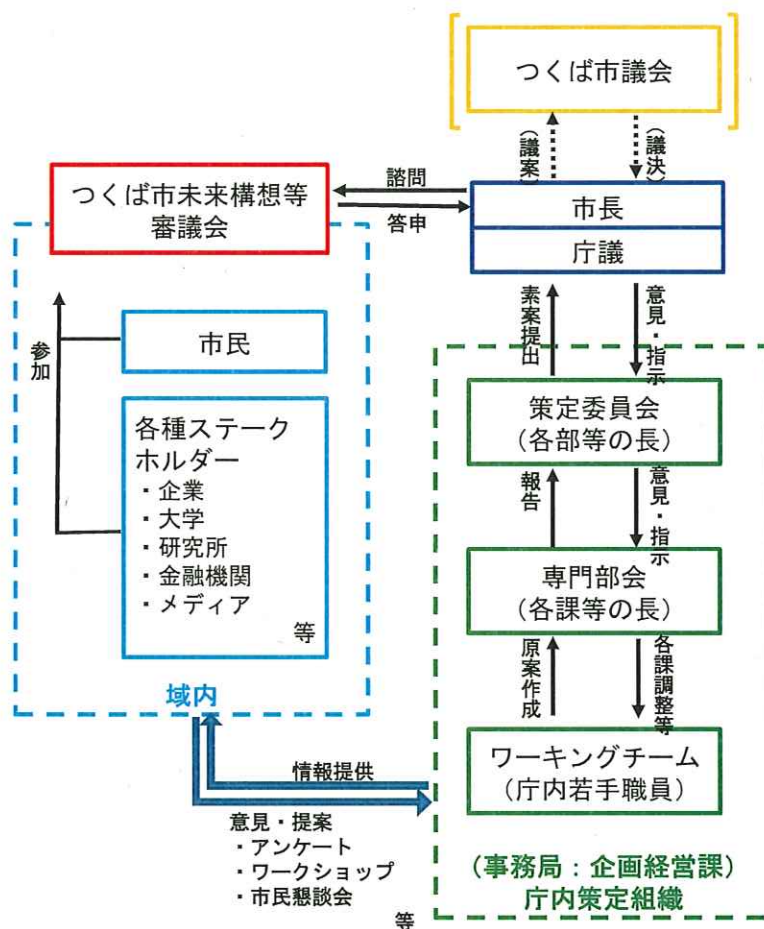 つくば市議会
(議案)
(議決)
つくば市未来構想等
審議会
諮問
答申
市長
庁議
素案提出
意見・指示
参加
市民
各種ステーク
ホルダー
・企業
・大学
・研究所
・金融機関
・メディア
等
域内
策定委員会
(各部等の長)
報告
意見・指示
専門部会
(各課等の長)
原案作成
各課調整等
ワーキングチーム
(庁内若手職員)
(事務局:企画経営課)
庁内策定組織
情報提供
意見・提案
・アンケート
・ワークショップ
・市民懇談会
等